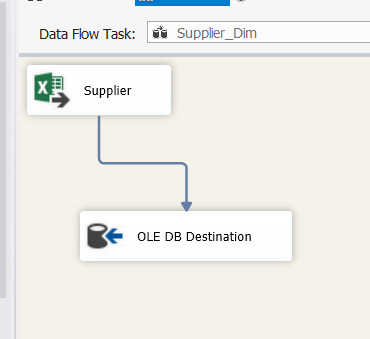 Data Flow Task: Supplier_Dim
Supplier
OLE DB Destination